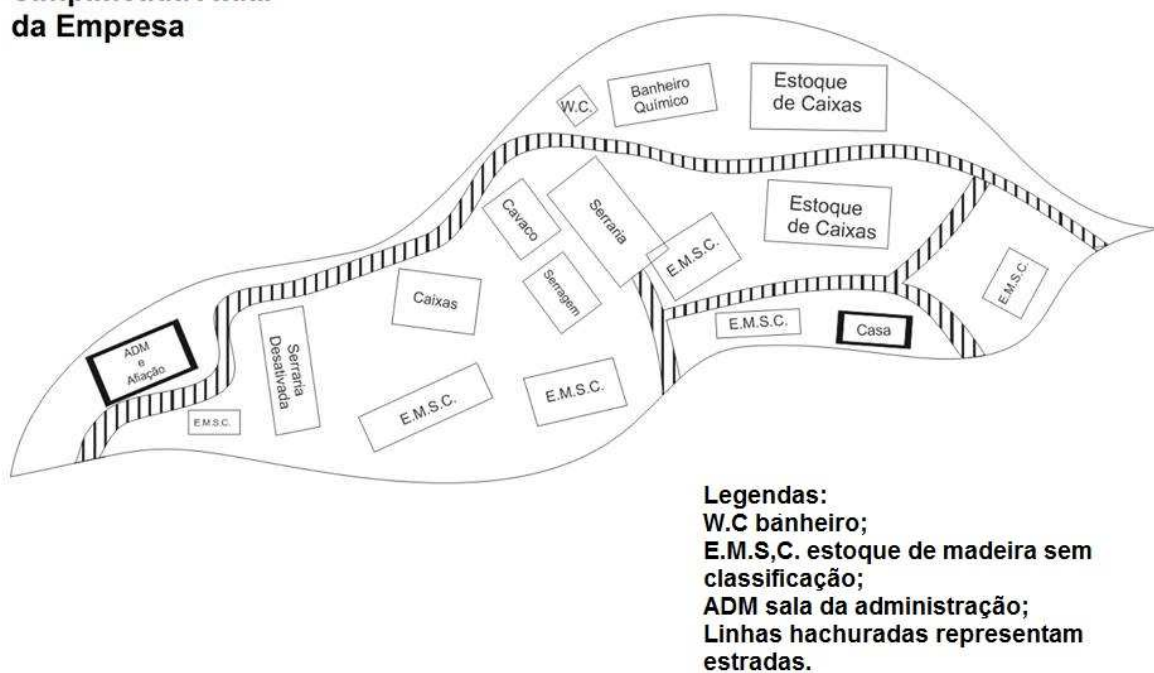 da Empresa
W.C.
Banheiro
Químico
Estoque
de Caixas
Cavaco
Serraria
Estoque
de Caixas
E.M.S.C.
Serragem
E.M.S.C.
Caixas
E.M.S.C.
Casa
ADM
e
Afiação
Serraria
Desativada
E.M.S.C.
E.M.S.C.
E.M.S.C.
Legendas:
W.C banheiro;
E.M.S,C. estoque de madeira sem
classificação;
ADM sala da administração;
Linhas hachuradas representam
estradas.